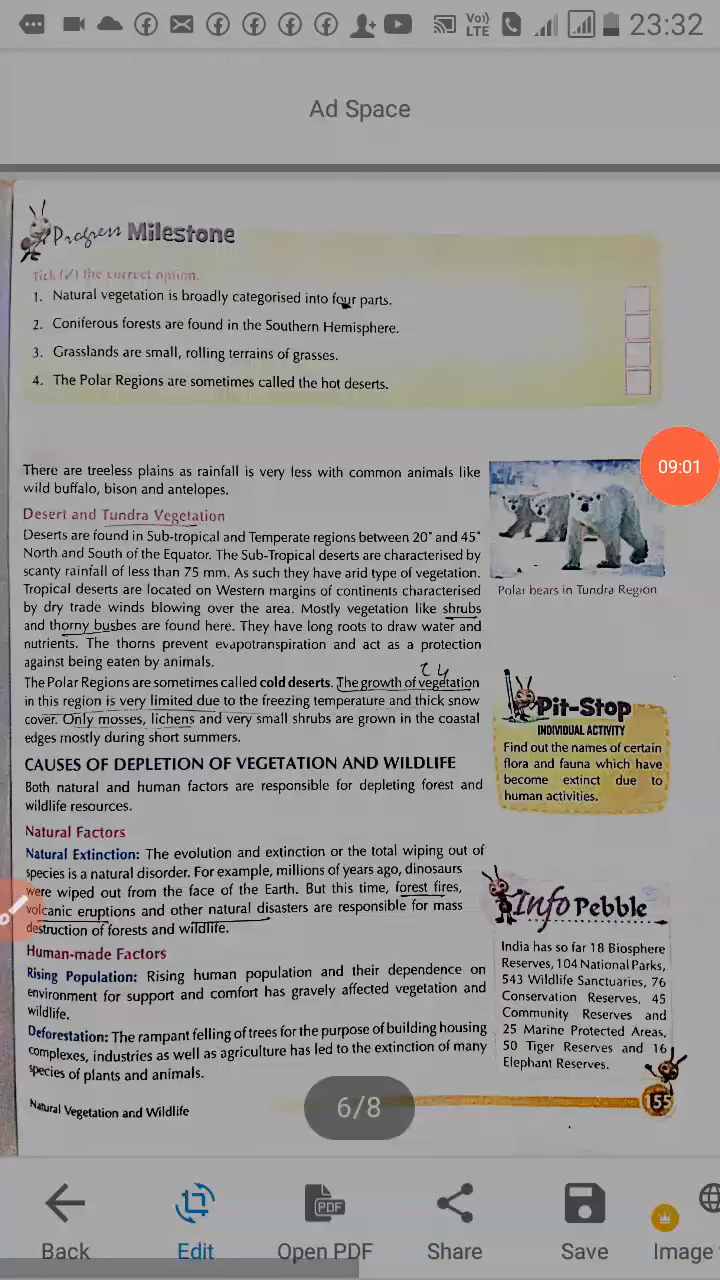 Vo)) LTE 23:32
Ad Space
Progress Milestone
Tick (✓) the correct option.
1. Natural vegetation is broadly categorised into four parts.
2. Coniferous forests are found in the Southern Hemisphere.
3. Grasslands are small, rolling terrains of grasses.
4. The Polar Regions are sometimes called the hot deserts.
There are treeless plains as rainfall is very less with common animals like
wild buffalo, bison and antelopes.
Desert and Tundra Vegetation
Deserts are found in Sub-tropical and Temperate regions between 20° and 45°
North and South of the Equator. The Sub-Tropical deserts are characterised by
scanty rainfall of less than 75 mm. As such they have arid type of vegetation.
Tropical deserts are located on Western margins of continents characterised
by dry trade winds blowing over the area. Mostly vegetation like shrubs
and thorny bushes are found here. They have long roots to draw water and
nutrients. The thorns prevent evapotranspiration and act as a protection
against being eaten by animals.
The Polar Regions are sometimes called cold deserts. The growth of vegetation
in this region is very limited due to the freezing temperature and thick snow
cover. Only mosses, lichens and very small shrubs are grown in the coastal
edges mostly during short summers.
CAUSES OF DEPLETION OF VEGETATION AND WILDLIFE
Both natural and human factors are responsible for depleting forest and
wildlife resources.
Natural Factors
Natural Extinction: The evolution and extinction or the total wiping out of
species is a natural disorder. For example, millions of years ago, dinosaurs
were wiped out from the face of the Earth. But this time, forest fires,
volcanic eruptions and other natural disasters are responsible for mass
destruction of forests and wildlife.
Human-made Factors
Rising Population: Rising human population and their dependence on
environment for support and comfort has gravely affected vegetation and
wildlife.
Deforestation: The rampant felling of trees for the purpose of building housing
complexes, industries as well as agriculture has led to the extinction of many
species of plants and animals.
09:01
Polar bears in Tundra Region
Pit-Stop
INDIVIDUAL ACTIVITY
Find out the names of certain
flora and fauna which have
become extinct due to
human activities.
Info Pebble
India has so far 18 Biosphere
Reserves, 104 National Parks,
543 Wildlife Sanctuaries, 76
Conservation Reserves, 45
Community Reserves and
25 Marine Protected Areas,
50 Tiger Reserves and 16
Elephant Reserves.
Natural Vegetation and Wildlife
6/8
155
Back Edit Open PDF Share Save Image
PDF